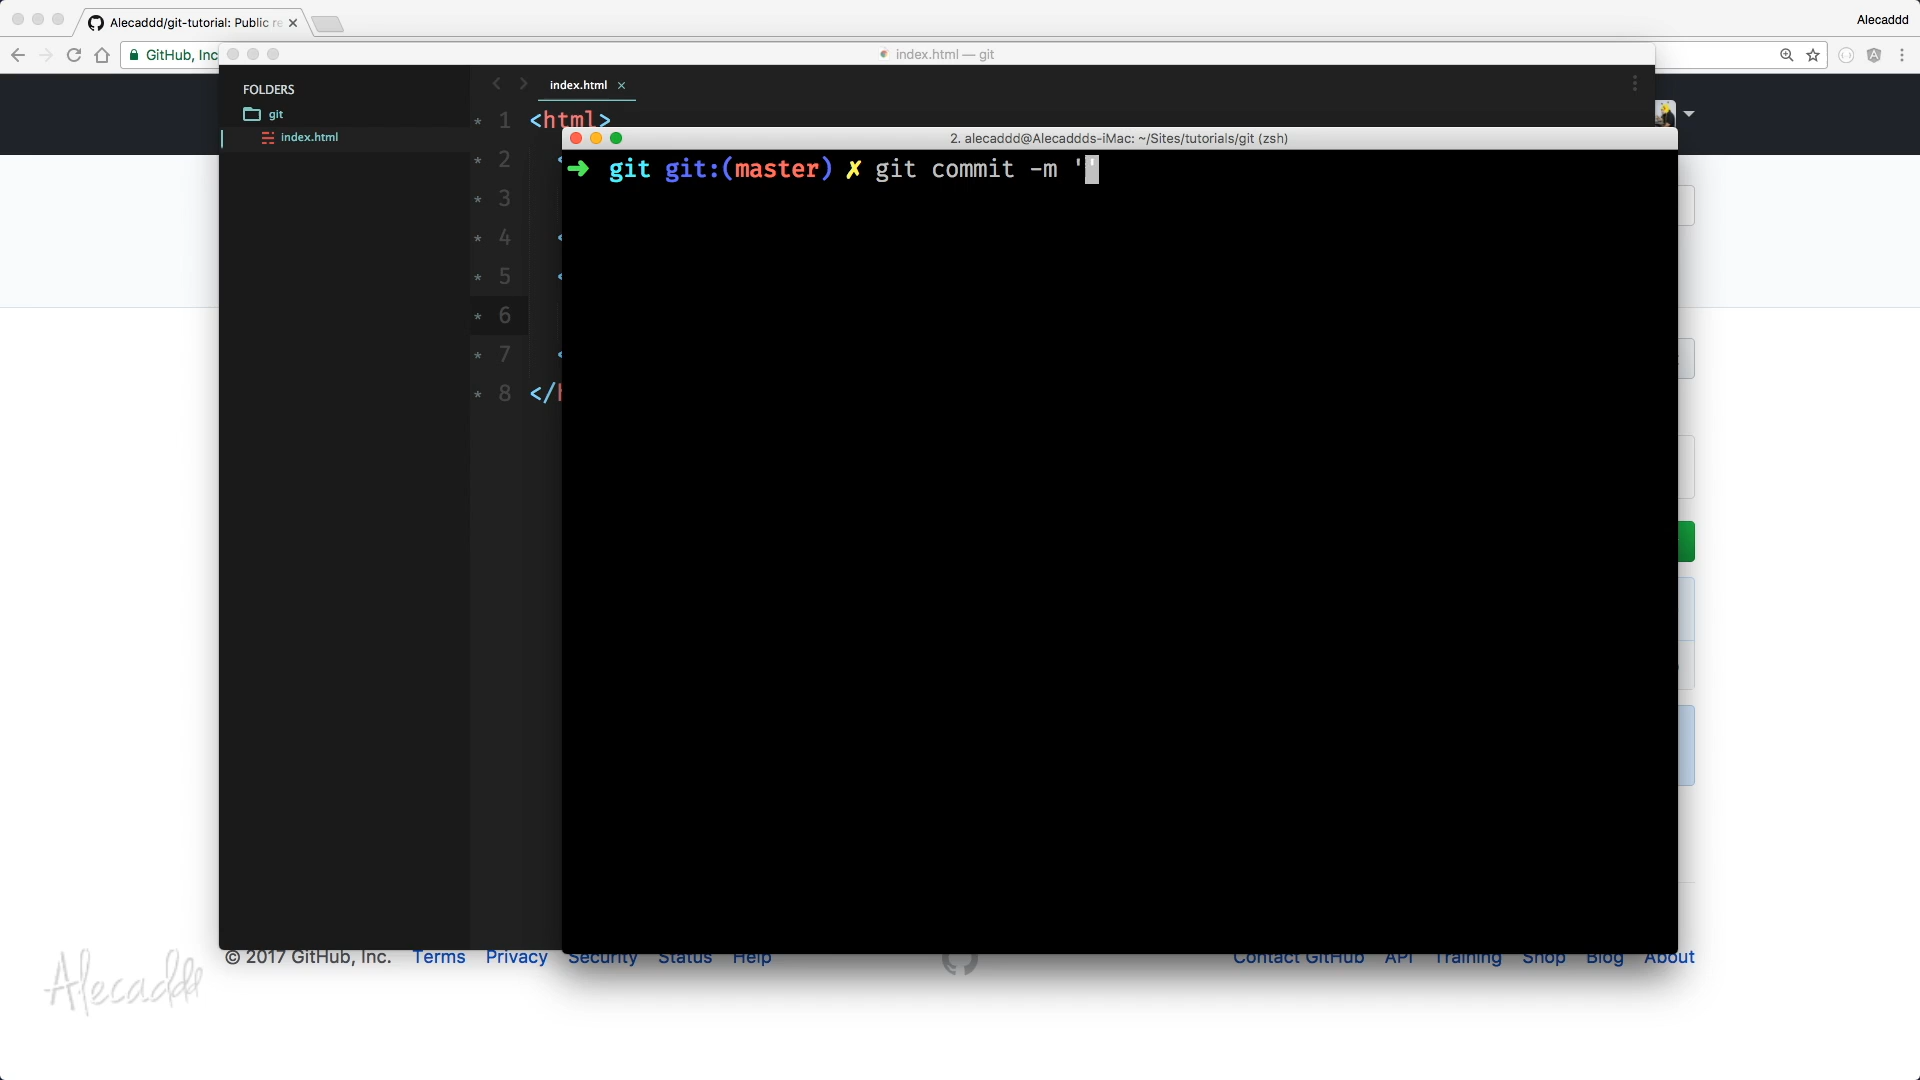 Alecaddd/git-tutorial: Public re
Alecaddd
GitHub, Inc
index.html — git
FOLDERS
git
index.html
index.html ×
* 1 <html>
* 2 <
* 3
* 4 <
* 5 <
* 6
* 7 <
* 8 </h
2. alecaddd@Alecaddds-iMac: ~/Sites/tutorials/git (zsh)
➜ git git:(master) ✗ git commit -m ''
© 2017 GitHub, Inc. Terms Privacy Security Status Help
Contact GitHub API Training Shop Blog About
Alecaddd